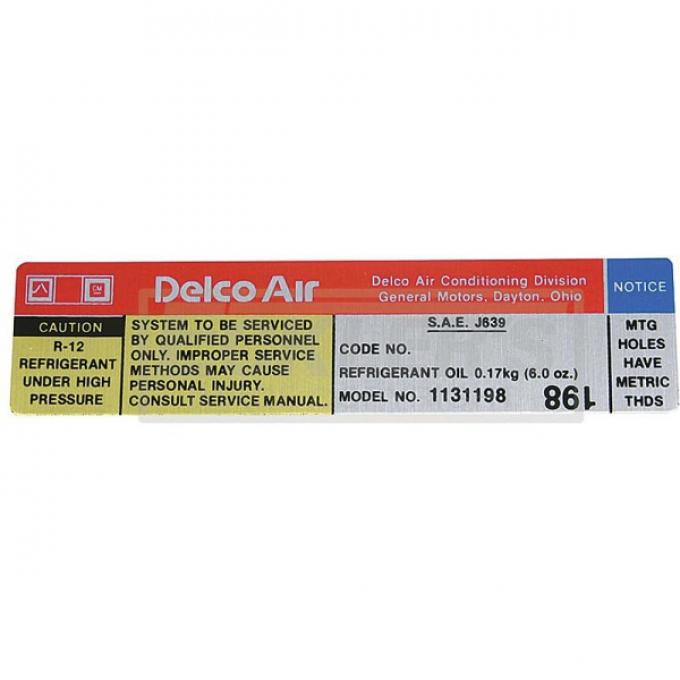 GM
Delco Air
Delco Air Conditioning Division
General Motors, Dayton, Ohio
NOTICE
CAUTION
R-12
REFRIGERANT
UNDER HIGH
PRESSURE
SYSTEM TO BE SERVICED
BY QUALIFIED PERSONNEL
ONLY. IMPROPER SERVICE
METHODS MAY CAUSE
PERSONAL INJURY.
CONSULT SERVICE MANUAL.
S.A.E. J639
CODE NO.
REFRIGERANT OIL 0.17kg (6.0 oz.)
MODEL NO. 1131198
198
MTG
HOLES
HAVE
METRIC
THDS